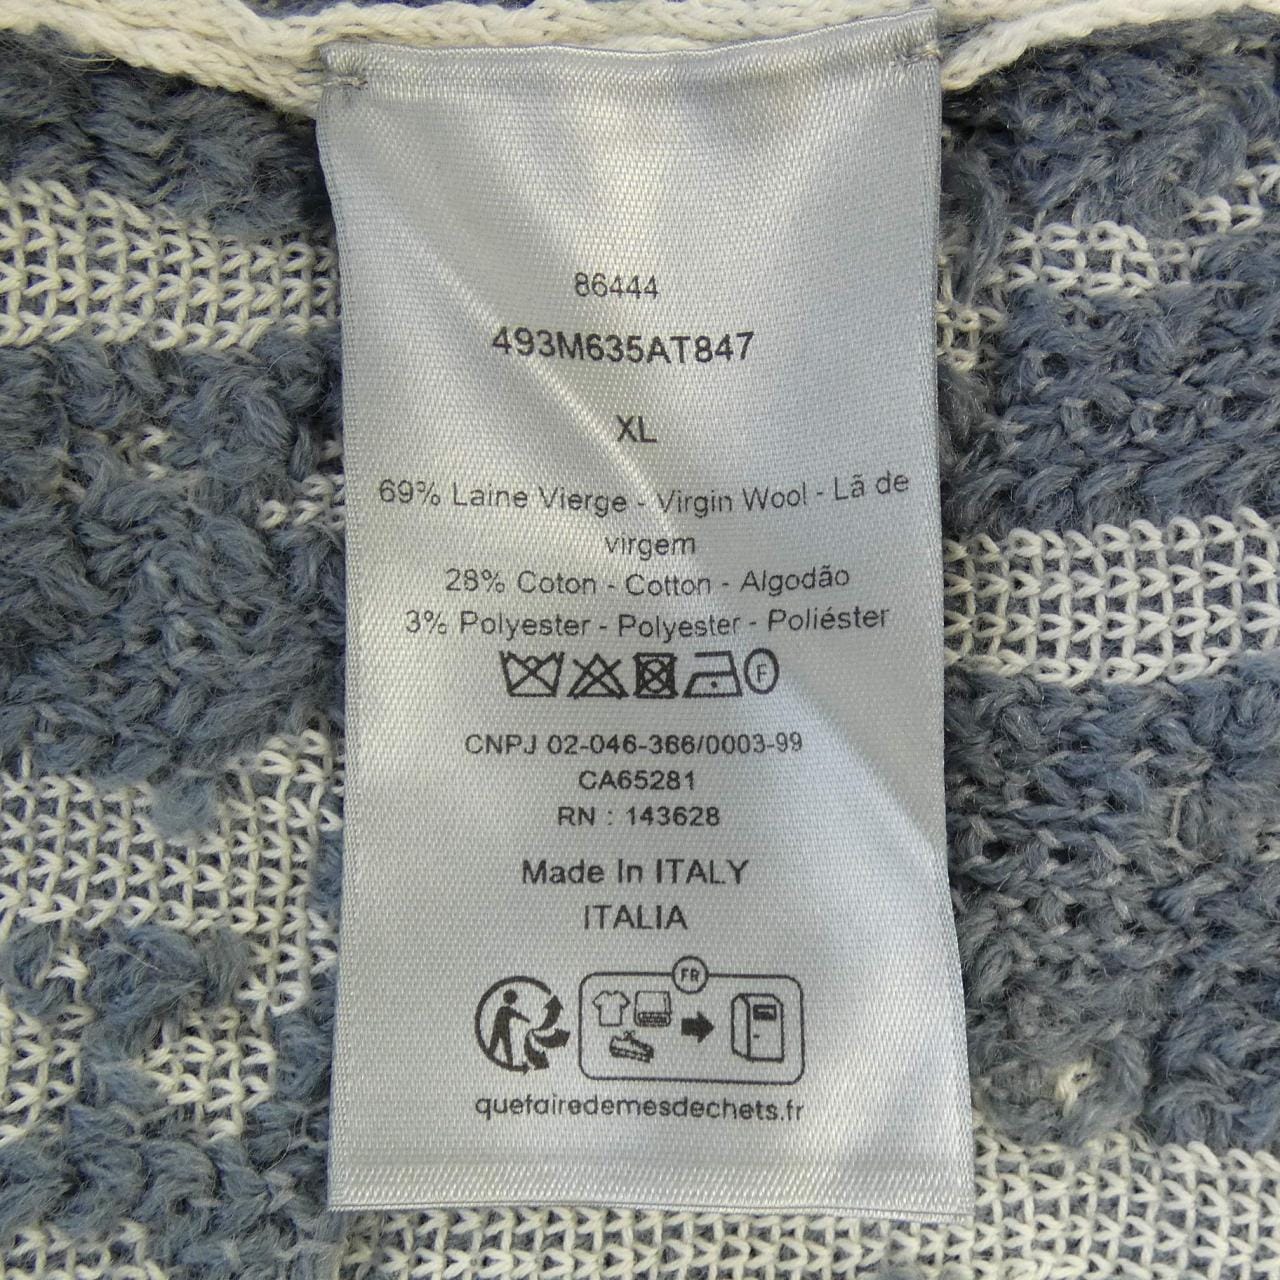 86444
493M635AT847
XL
69% Laine Vierge - Virgin Wool - Lã de
virgem
28% Coton - Cotton - Algodão
3% Polyester - Polyester - Poliéster
F
CNPJ 02-046-366/0003-99
CA65281
RN : 143628
Made In ITALY
ITALIA
FR
quefairedemesdechets.fr